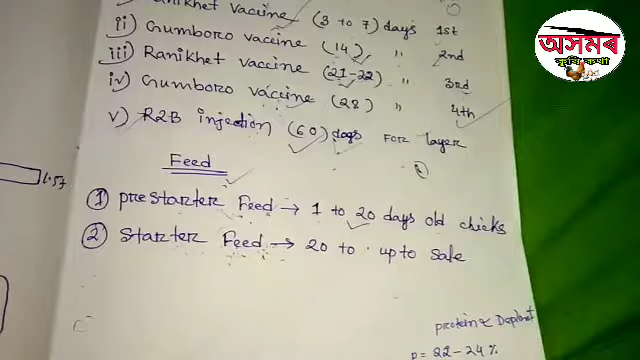 Ranikhet vaccine (3 to 7) days 1st
ii) Gumboro vaccine (14) " 2nd
iii) Ranikhet vaccine (21-22) " 3rd
iv) Gumboro vaccine (28) " 4th
v) R2B injection (60) days FOR layer
Feed
① prestarter Feed → 1 to 20 days old chicks
② Starter Feed → 20 to upto Sale
protein
P = 22-24%
অসমৰ
কৃষি কথা